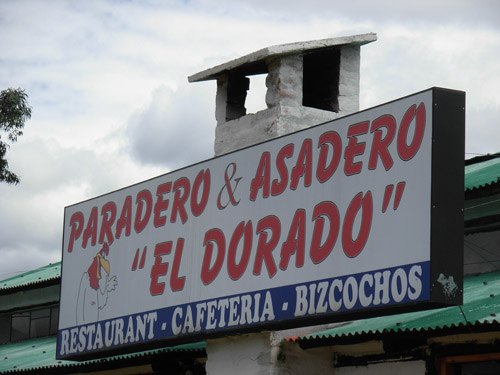 PARADERO & ASADERO
"EL DORADO"
RESTAURANT - CAFETERIA - BIZCOCHOS